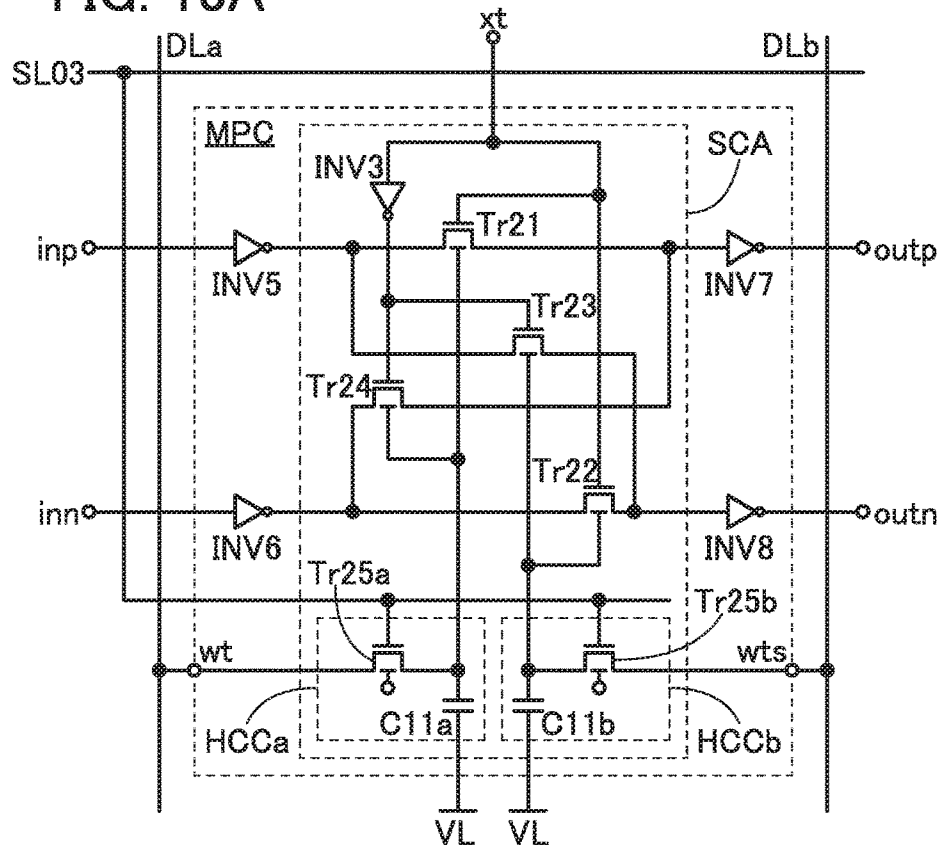 FIG. 10A
xt
DLa
DLb
SL03
MPC
SCA
INV3
Tr21
inp
INV5
INV7
outp
Tr23
Tr24
Tr22
inn
INV6
INV8
outn
Tr25a
Tr25b
wt
wts
C11a
C11b
HCCa
HCCb
VL
VL